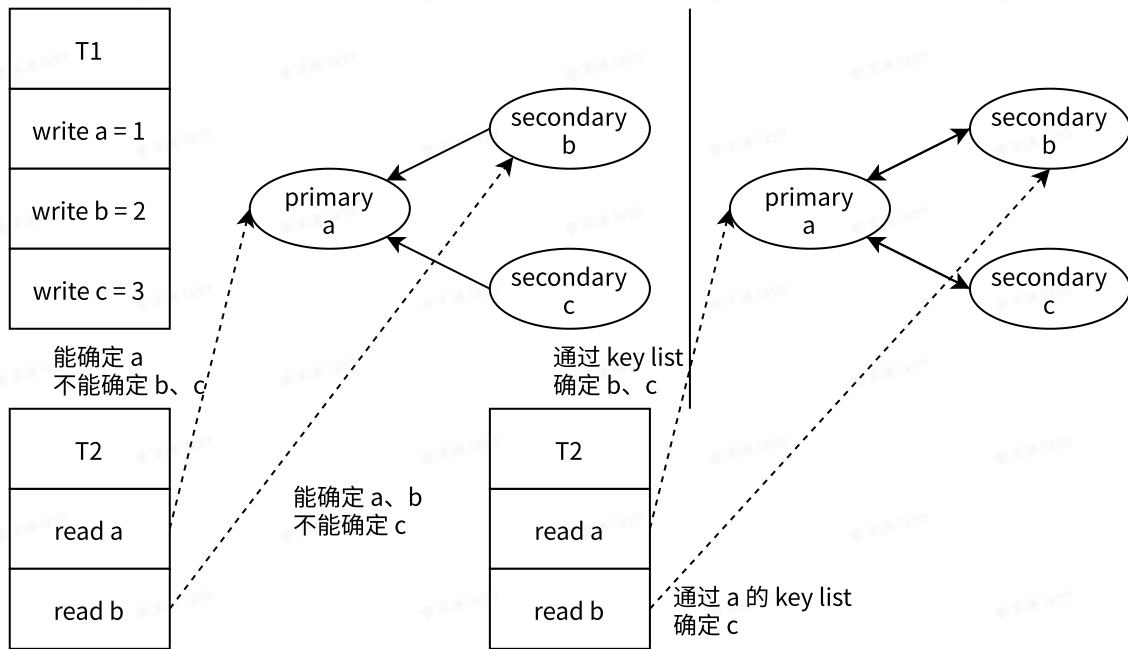 T1
write a = 1
write b = 2
write c = 3
primary
a
secondary
b
secondary
c
能确定 a
不能确定 b、c
T2
read a
read b
能确定 a、b
不能确定 c
primary
a
secondary
b
secondary
c
通过 key list
确定 b、c
T2
read a
read b
通过 a 的 key list
确定 c